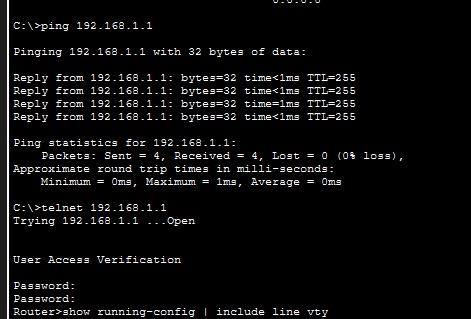 C:\>ping 192.168.1.1
Pinging 192.168.1.1 with 32 bytes of data:
Reply from 192.168.1.1: bytes=32 time<1ms TTL=255
Reply from 192.168.1.1: bytes=32 time<1ms TTL=255
Reply from 192.168.1.1: bytes=32 time=1ms TTL=255
Reply from 192.168.1.1: bytes=32 time<1ms TTL=255
Ping statistics for 192.168.1.1:
    Packets: Sent = 4, Received = 4, Lost = 0 (0% loss),
Approximate round trip times in milli-seconds:
    Minimum = 0ms, Maximum = 1ms, Average = 0ms
C:\>telnet 192.168.1.1
Trying 192.168.1.1 ...Open
User Access Verification
Password:
Password:
Router>show running-config | include line vty